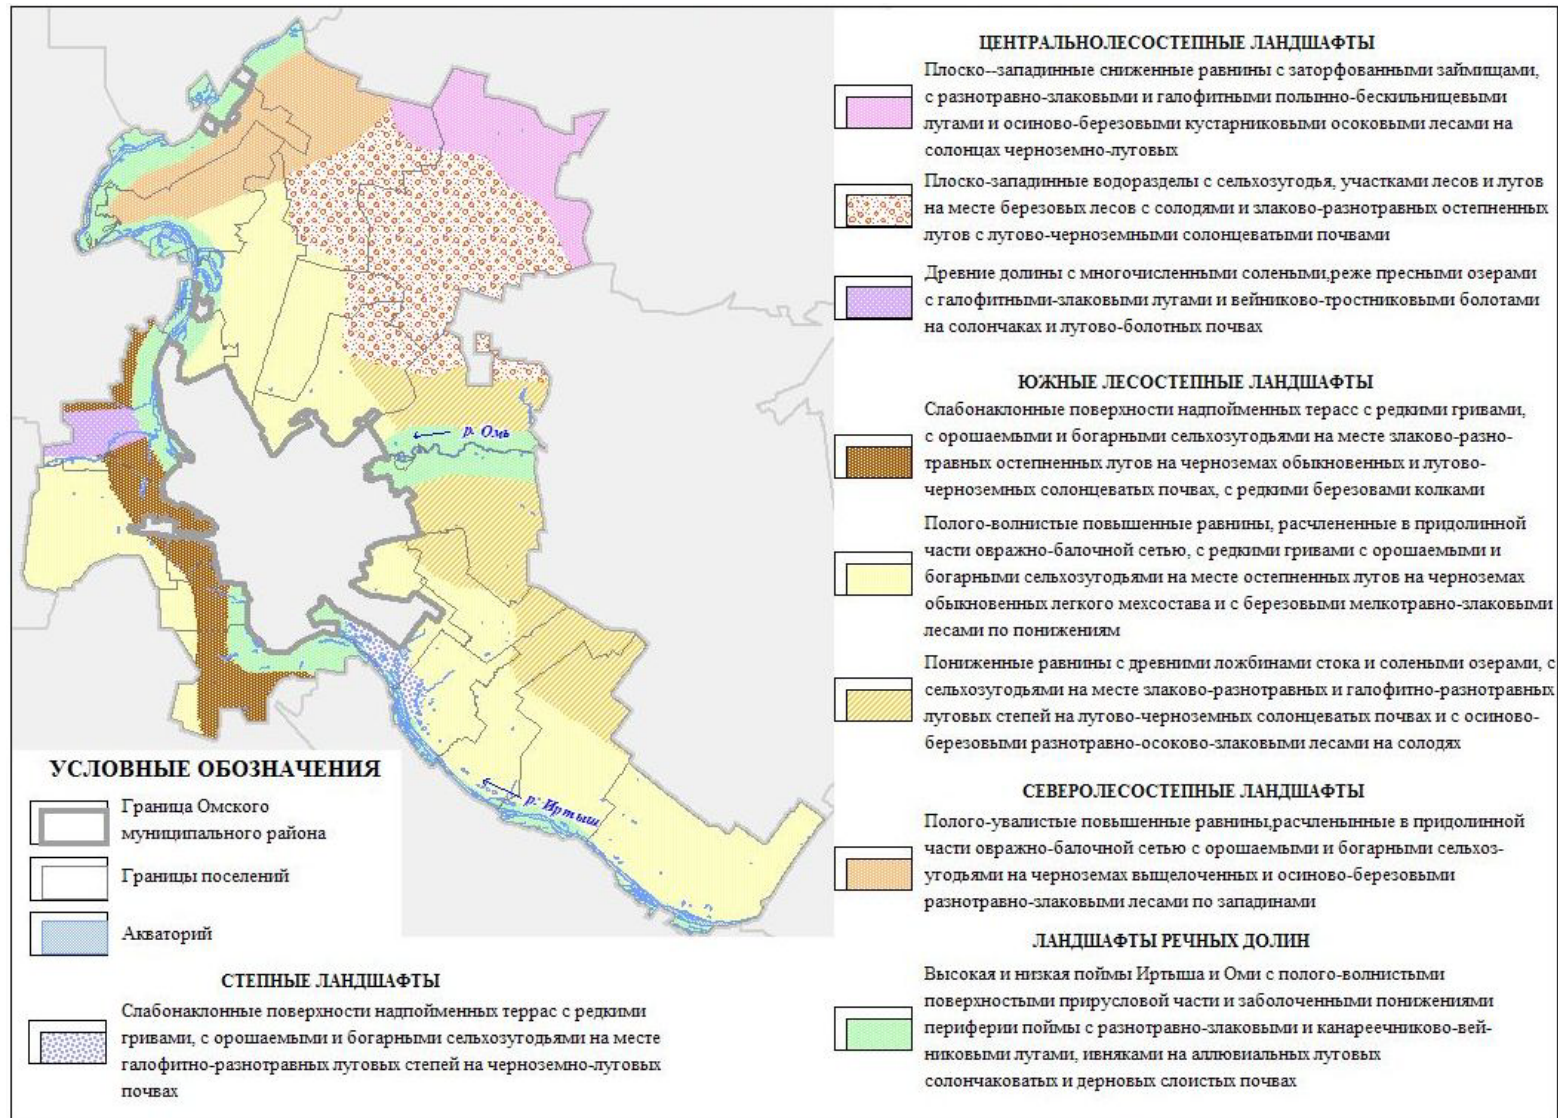 р. Омь
р. Иртыш
УСЛОВНЫЕ ОБОЗНАЧЕНИЯ
Граница Омского
муниципального района
Границы поселений
Акваторий
СТЕПНЫЕ ЛАНДШАФТЫ
Слабонаклонные поверхности надпойменных террас с редкими
гривами, с орошаемыми и богарными сельхозугодьями на месте
галофитно-разнотравных луговых степей на черноземно-луговых
почвах
ЦЕНТРАЛЬНОЛЕСОСТЕПНЫЕ ЛАНДШАФТЫ
Плоско--западинные сниженные равнины с заторфованными займищами,
с разнотравно-злаковыми и галофитными полынно-бескильницевыми
лугами и осиново-березовыми кустарниковыми осоковыми лесами на
солонцах черноземно-луговых
Плоско-западинные водоразделы с сельхозугодья, участками лесов и лугов
на месте березовых лесов с солодями и злаково-разнотравных остепненных
лугов с лугово-черноземными солонцеватыми почвами
Древние долины с многочисленными солеными,реже пресными озерами
с галофитными-злаковыми лугами и вейниково-тростниковыми болотами
на солончаках и лугово-болотных почвах
ЮЖНЫЕ ЛЕСОСТЕПНЫЕ ЛАНДШАФТЫ
Слабонаклонные поверхности надпойменных терасс с редкими гривами,
с орошаемыми и богарными сельхозугодьями на месте злаково-разно-
травных остепненных лугов на черноземах обыкновенных и лугово-
черноземных солонцеватых почвах, с редкими березовами колками
Полого-волнистые повышенные равнины, расчлененные в придолинной
части овражно-балочной сетью, с редкими гривами с орошаемыми и
богарными сельхозугодьями на месте остепненных лугов на черноземах
обыкновенных легкого мехсостава и с березовыми мелкотравно-злаковыми
лесами по понижениям
Пониженные равнины с древними ложбинами стока и солеными озерами, с
сельхозугодьями на месте злаково-разнотравных и галофитно-разнотравных
луговых степей на лугово-черноземных солонцеватых почвах и с осиново-
березовыми разнотравно-осоково-злаковыми лесами на солодях
СЕВЕРОЛЕСОСТЕПНЫЕ ЛАНДШАФТЫ
Полого-увалистые повышенные равнины,расчленынные в придолинной
части овражно-балочной сетью с орошаемыми и богарными сельхоз-
угодьями на черноземах выщелоченных и осиново-березовыми
разнотравно-злаковыми лесами по западинами
ЛАНДШАФТЫ РЕЧНЫХ ДОЛИН
Высокая и низкая поймы Иртыша и Оми с полого-волнистыми
поверхностыми прирусловой части и заболоченными понижениями
периферии поймы с разнотравно-злаковыми и канареечниково-вей-
никовыми лугами, ивняками на аллювиальных луговых
солончаковатых и дерновых слоистых почвах